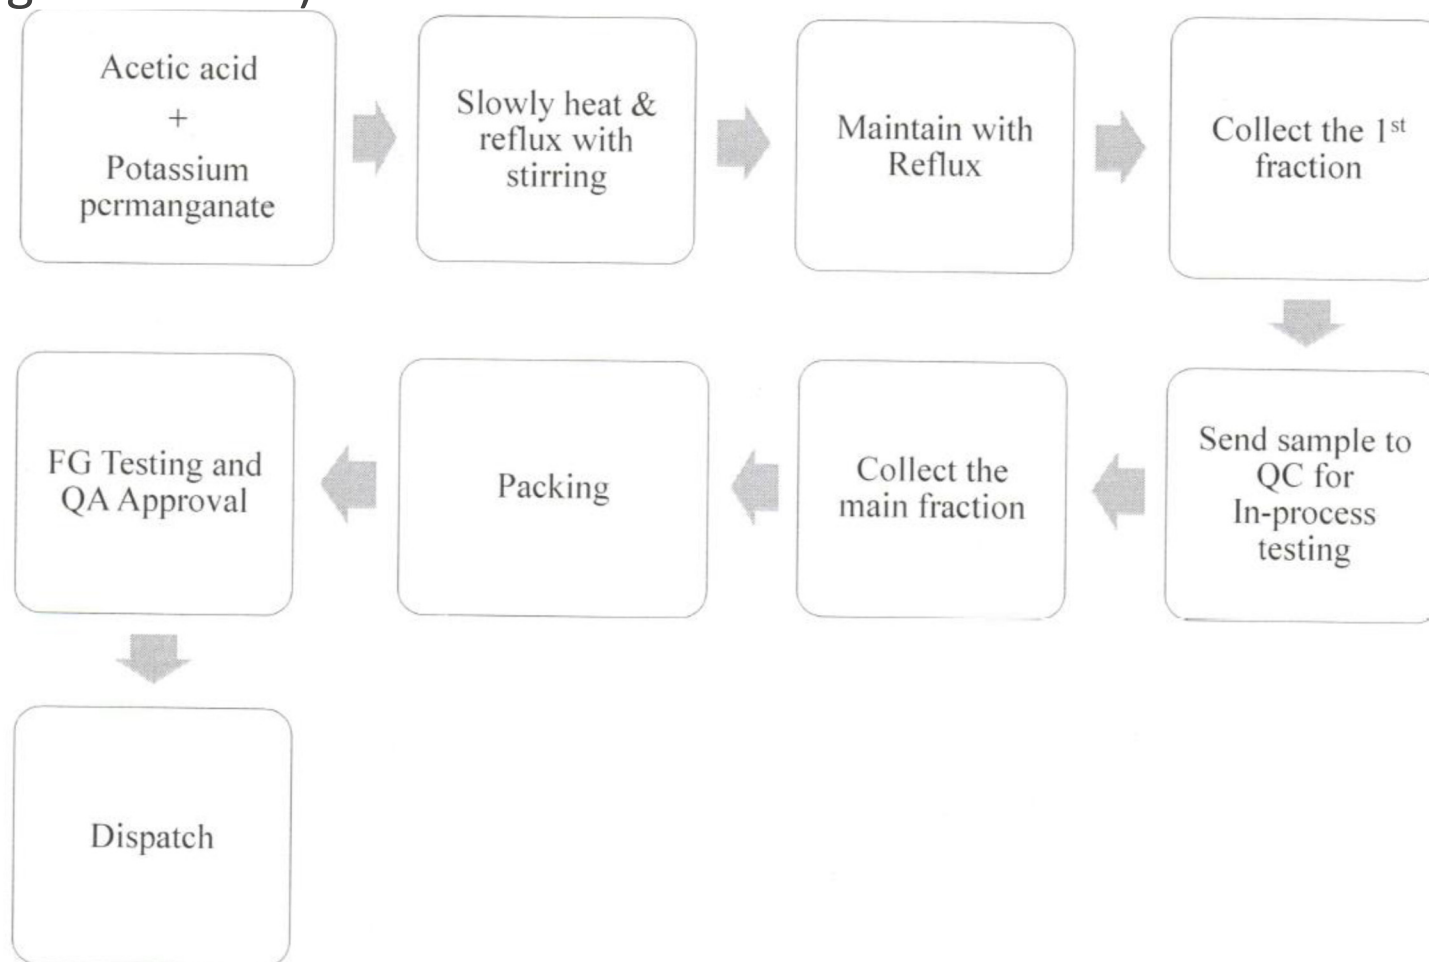 Acetic acid
+
Potassium
permanganate
Slowly heat &
reflux with
stirring
Maintain with
Reflux
Collect the 1st
fraction
Send sample to
QC for
In-process
testing
Collect the
main fraction
Packing
FG Testing and
QA Approval
Dispatch